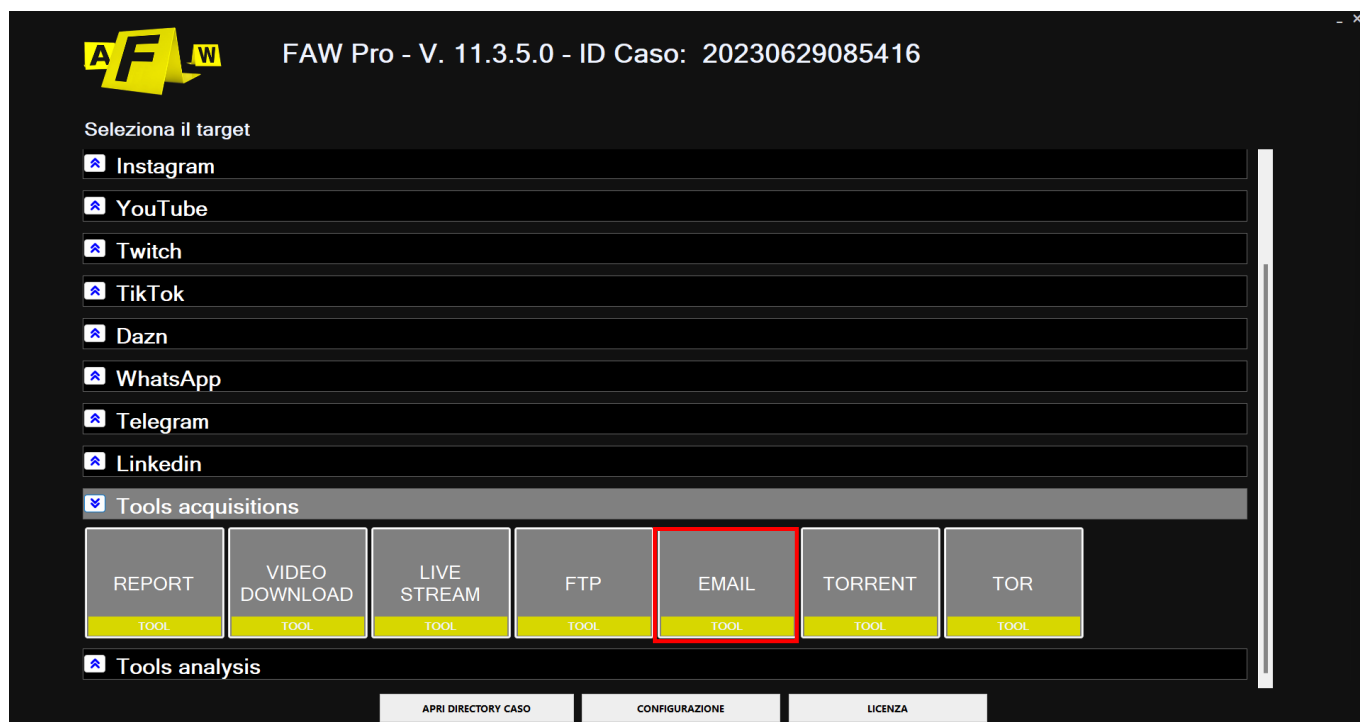 A F W
FAW Pro - V. 11.3.5.0 - ID Caso: 20230629085416
Seleziona il target
Instagram
YouTube
Twitch
TikTok
Dazn
WhatsApp
Telegram
Linkedin
Tools acquisitions
REPORT
TOOL
VIDEO
DOWNLOAD
TOOL
LIVE
STREAM
TOOL
FTP
TOOL
EMAIL
TOOL
TORRENT
TOOL
TOR
TOOL
Tools analysis
APRI DIRECTORY CASO
CONFIGURAZIONE
LICENZA